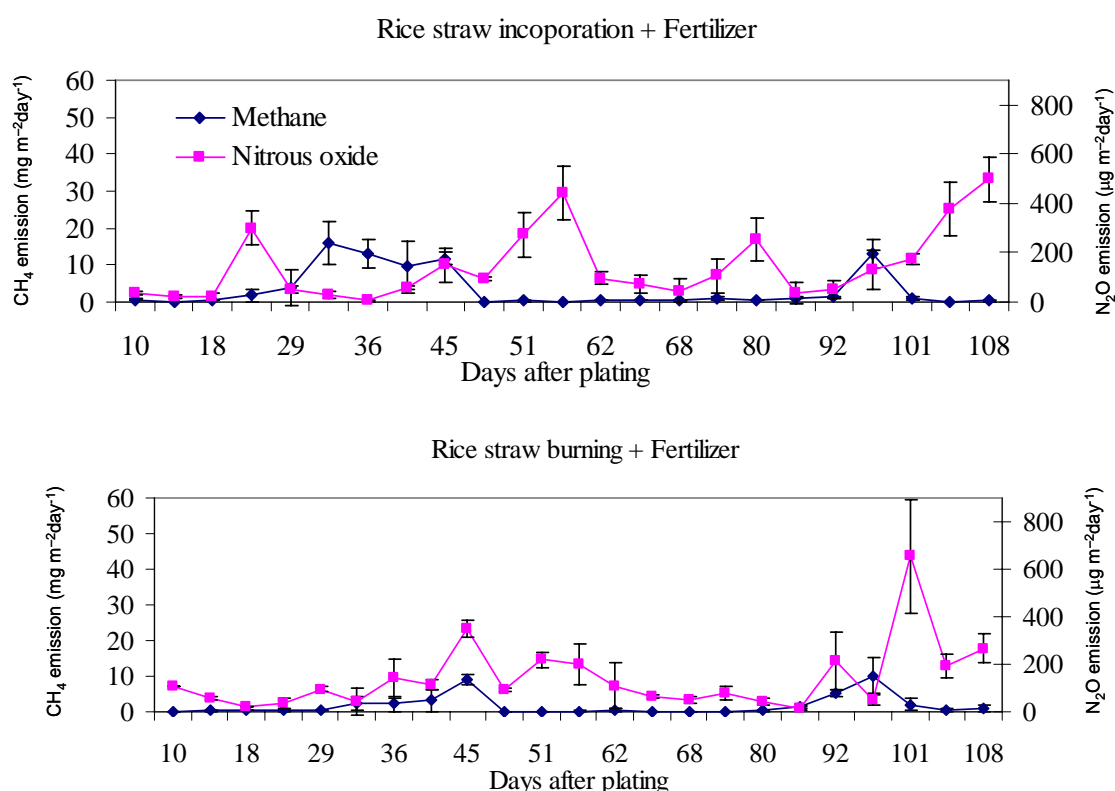 Rice straw incoporation + Fertilizer
CH₄ emission (mg m⁻²day⁻¹)
60
50
40
30
20
10
0
Methane
Nitrous oxide
800
600
400
200
0
N₂O emission (µg m⁻²day⁻¹)
10 18 29 36 45 51 62 68 80 92 101 108
Days after plating
Rice straw burning + Fertilizer
CH₄ emission (mg m⁻²day⁻¹)
60
50
40
30
20
10
0
800
600
400
200
0
N₂O emission (µg m⁻²day⁻¹)
10 18 29 36 45 51 62 68 80 92 101 108
Days after plating